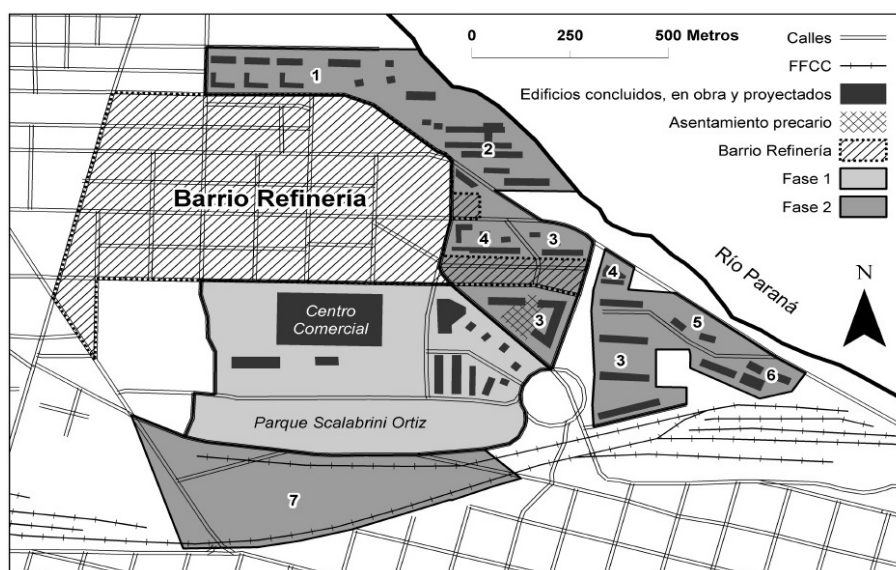 0 250 500 Metros
Calles
FFCC
Edificios concluidos, en obra y proyectados
Asentamiento precario
Barrio Refinería
Fase 1
Fase 2
1
2
Barrio Refinería
4 3
Río Paraná
N
4
5
Centro
Comercial
3
3
6
Parque Scalabrini Ortiz
7